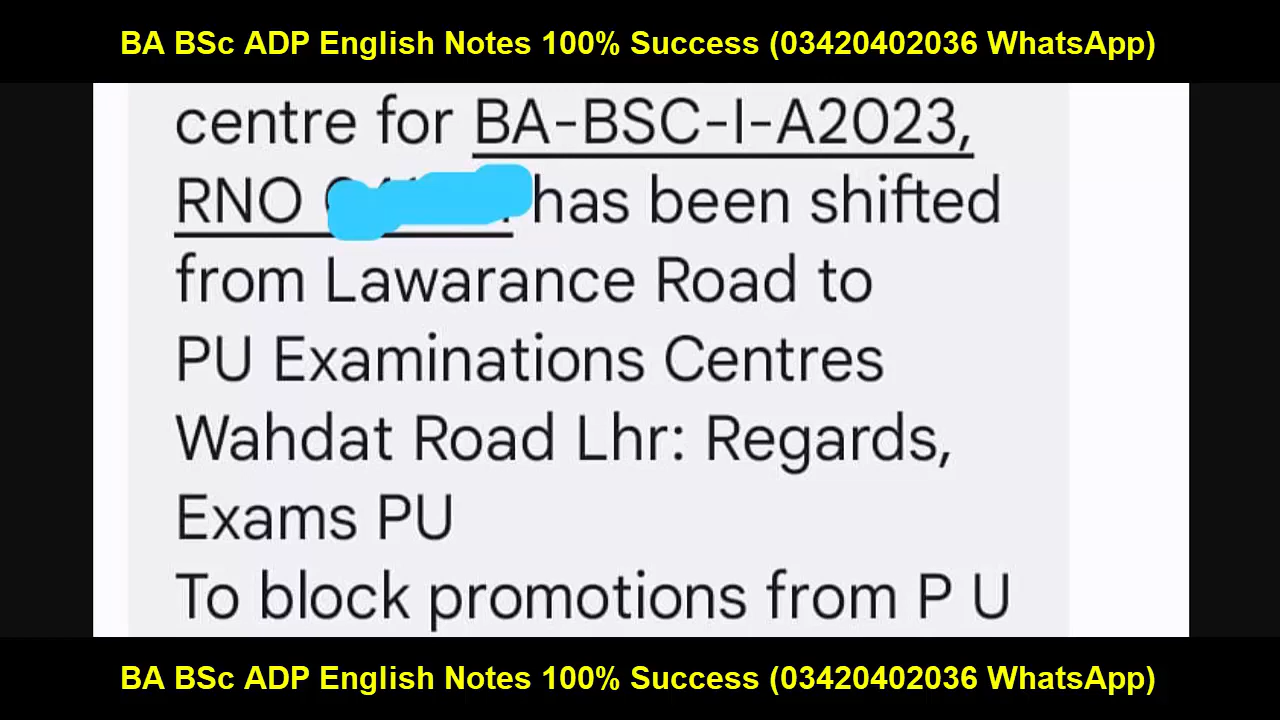 BA BSc ADP English Notes 100% Success (03420402036 WhatsApp)
centre for BA-BSC-I-A2023,
RNO has been shifted
from Lawarance Road to
PU Examinations Centres
Wahdat Road Lhr: Regards,
Exams PU
To block promotions from P U
BA BSc ADP English Notes 100% Success (03420402036 WhatsApp)